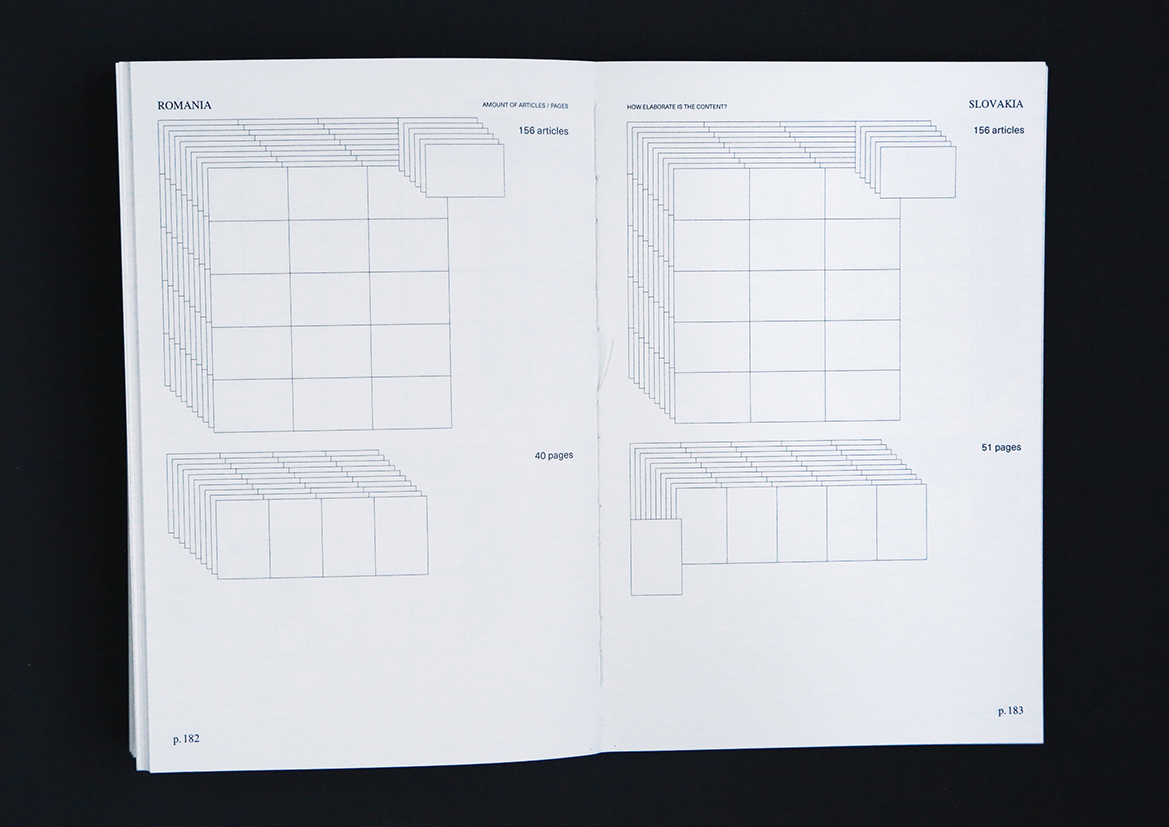 ROMANIA
AMOUNT OF ARTICLES / PAGES
156 articles
40 pages
p. 182
HOW ELABORATE IS THE CONTENT?
SLOVAKIA
156 articles
51 pages
p. 183